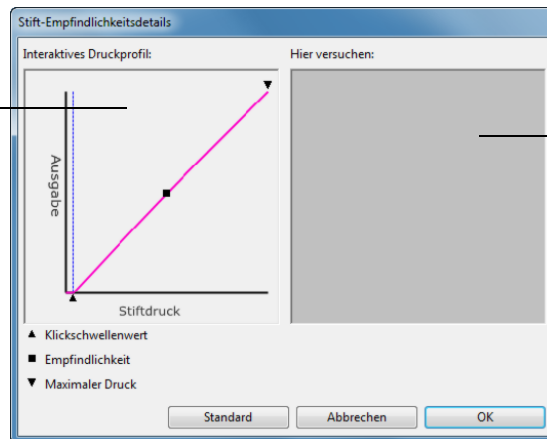 Stift-Empfindlichkeitsdetails
Interaktives Druckprofil:
Hier versuchen:
Ausgabe
Stiftdruck
Klickschwellenwert
Empfindlichkeit
Maximaler Druck
Standard
Abbrechen
OK